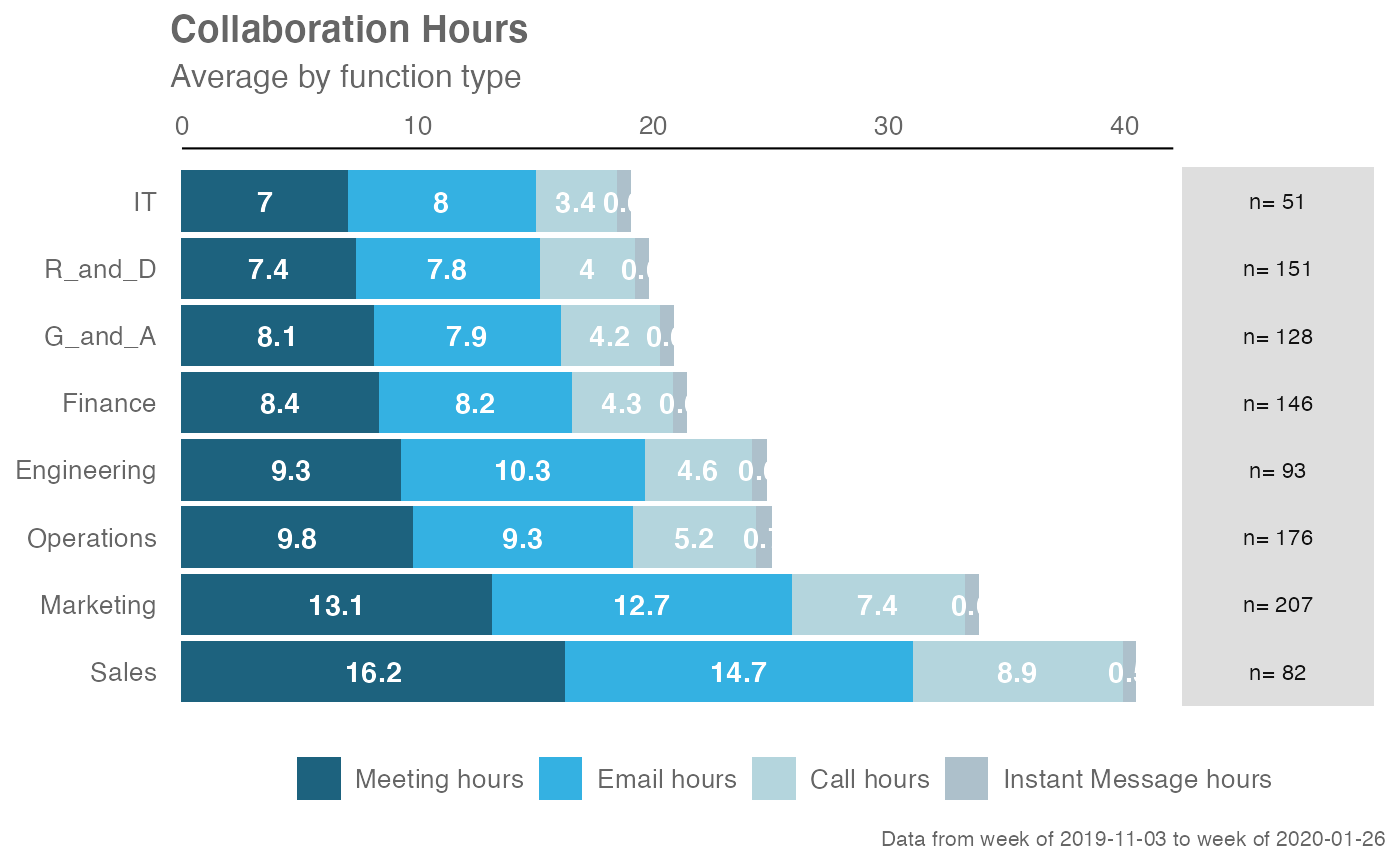 Collaboration Hours
Average by function type
0 10 20 30 40
IT 7 8 3.4 n= 51
R_and_D 7.4 7.8 4 n= 151
G_and_A 8.1 7.9 4.2 n= 128
Finance 8.4 8.2 4.3 n= 146
Engineering 9.3 10.3 4.6 n= 93
Operations 9.8 9.3 5.2 0.7 n= 176
Marketing 13.1 12.7 7.4 n= 207
Sales 16.2 14.7 8.9 0.5 n= 82
Meeting hours Email hours Call hours Instant Message hours
Data from week of 2019-11-03 to week of 2020-01-26